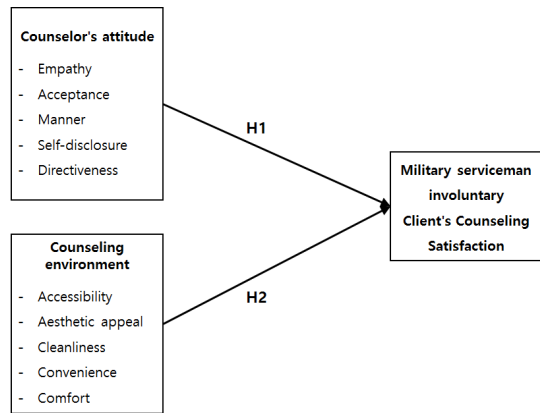 Counselor's attitude
- Empathy
- Acceptance
- Manner
- Self-disclosure
- Directiveness
H1
Military serviceman
involuntary
Client's Counseling
Satisfaction
Counseling
environment
- Accessibility
- Aesthetic appeal
- Cleanliness
- Convenience
- Comfort
H2